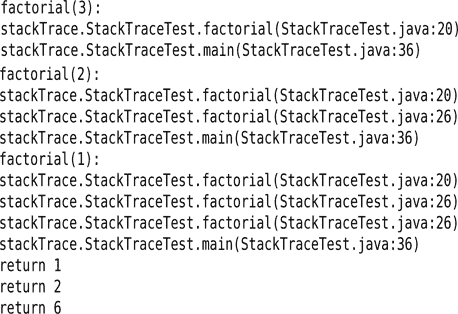 factorial(3):
stackTrace.StackTraceTest.factorial(StackTraceTest.java:20)
stackTrace.StackTraceTest.main(StackTraceTest.java:36)
factorial(2):
stackTrace.StackTraceTest.factorial(StackTraceTest.java:20)
stackTrace.StackTraceTest.factorial(StackTraceTest.java:26)
stackTrace.StackTraceTest.main(StackTraceTest.java:36)
factorial(1):
stackTrace.StackTraceTest.factorial(StackTraceTest.java:20)
stackTrace.StackTraceTest.factorial(StackTraceTest.java:26)
stackTrace.StackTraceTest.factorial(StackTraceTest.java:26)
stackTrace.StackTraceTest.main(StackTraceTest.java:36)
return 1
return 2
return 6